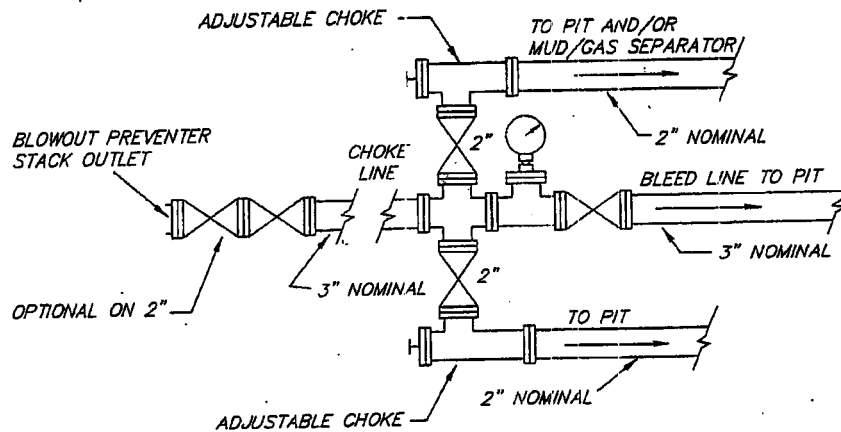 ADJUSTABLE CHOKE
TO PIT AND/OR
MUD/GAS SEPARATOR
2" NOMINAL
BLOWOUT PREVENTER
STACK OUTLET
CHOKE
LINE
2"
BLEED LINE TO PIT
3" NOMINAL
3" NOMINAL
OPTIONAL ON 2"
2"
TO PIT
2" NOMINAL
ADJUSTABLE CHOKE